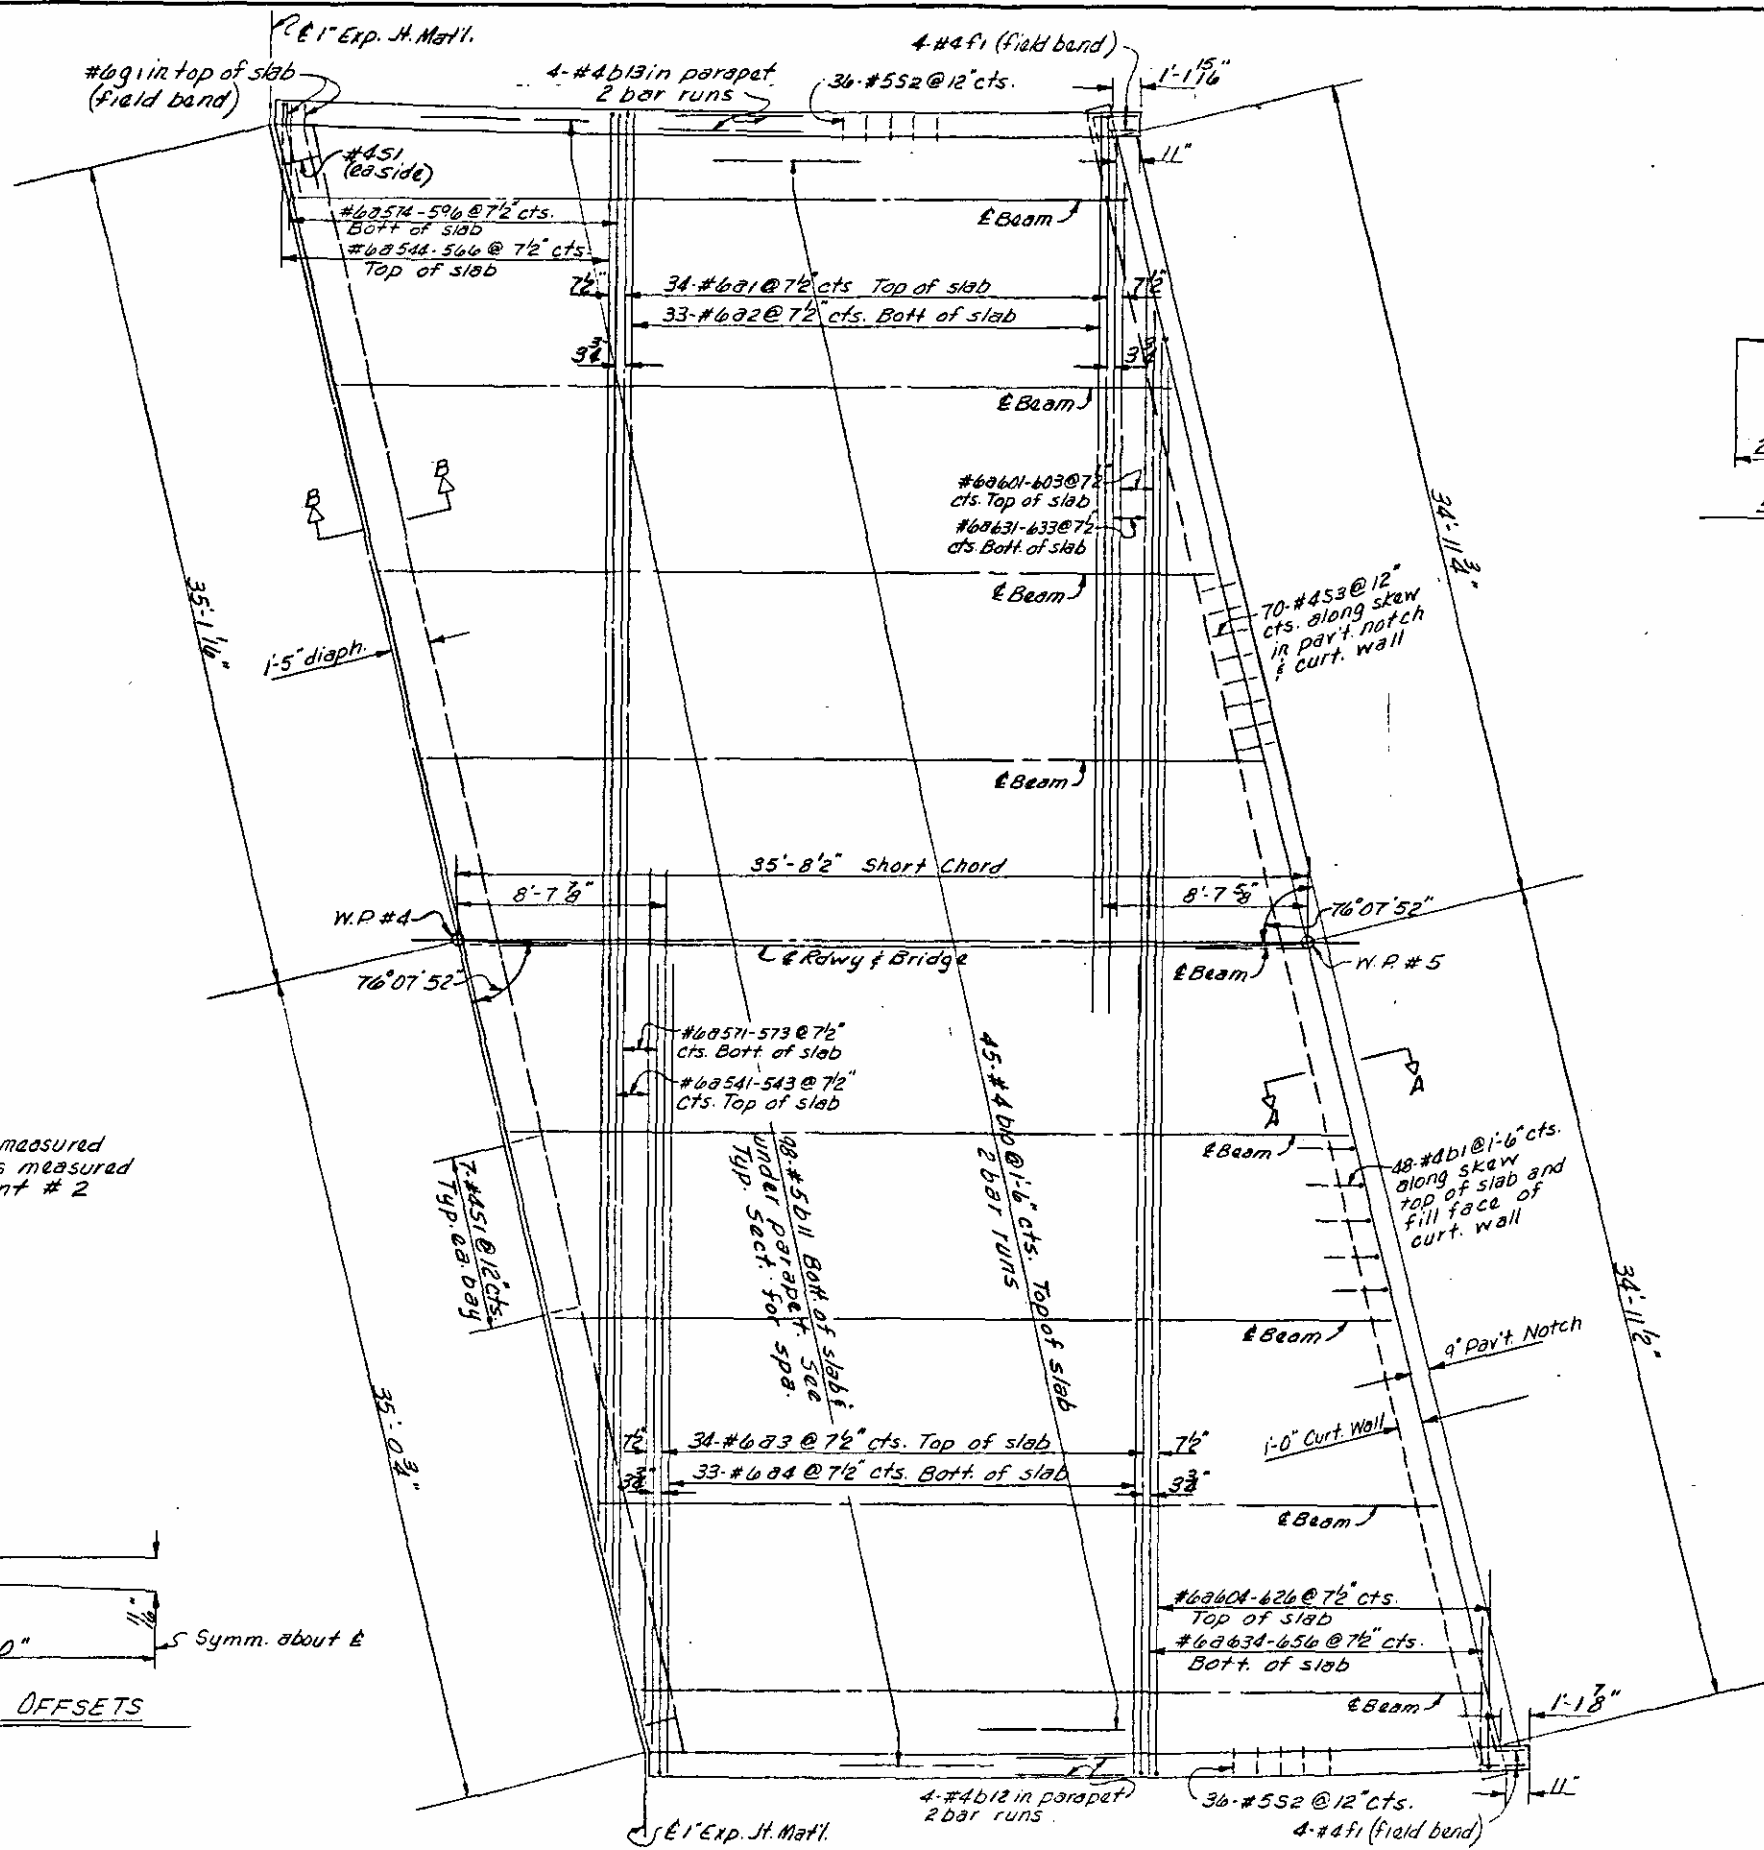 ℄ 1" Exp. Jt. Mat'l.
#6g1 in top of slab
(field bend)
4-#4b13 in parapet
2 bar runs
36-#5S2 @ 12" cts.
4-#4f1 (field bend)
1'-1 15/16"
11"
#4S1
(ea side)
#6a574-596 @ 7½" cts.
Bott of slab
#6a544-566 @ 7½" cts.
Top of slab
℄ Beam
7½"
34-#6a1 @ 7½" cts Top of slab
7½"
33-#6a2 @ 7½" cts. Bott of slab
3¾"
3¾"
℄ Beam
B
B
#6a601-603 @ 7½"
cts. Top of slab
#6a631-633 @ 7½"
cts. Bott. of slab
34'-11¾"
℄ Beam
35'-1 1/16"
1'-5" diaph.
70-#4S3 @ 12"
cts. along skew
in pav't. notch
& curt. wall
℄ Beam
35'-8½" Short Chord
8'-7⅞"
8'-7⅝"
W.P. #4
76°07'52"
76°07'52"
℄ Rdwy & Bridge
℄ Beam
W.P. #5
#6a571-573 @ 7½"
cts. Bott. of slab
#6a541-543 @ 7½"
cts. Top of slab
A
A
measured
measured
# 2
℄ Beam
48-#4b1 @ 1'-6" cts.
along skew
top of slab and
fill face of
curt. wall
7-#4S1 @ 12" cts.
Typ. ea. bay
98-#5b11 Bott. of slab &
under parapet. See
Typ. Sect. for spa.
45-#4b10 @ 1'-6" cts. Top of slab
2 bar runs
℄ Beam
34'-11½"
9" Pav't. Notch
35'-0¾"
1'-0" Curt. Wall
7½"
34-#6a3 @ 7½" cts. Top of slab
7½"
33-#6a4 @ 7½" cts. Bott. of slab
3¾"
3¾"
℄ Beam
#6a604-626 @ 7½" cts.
Top of slab
#6a634-656 @ 7½" cts.
Bott. of slab
Symm. about ℄
OFFSETS
℄ Beam
1'-1⅞"
4-#4b12 in parapet
2 bar runs
36-#5S2 @ 12" cts.
11"
4-#4f1 (field bend)
℄ 1" Exp. Jt. Mat'l.